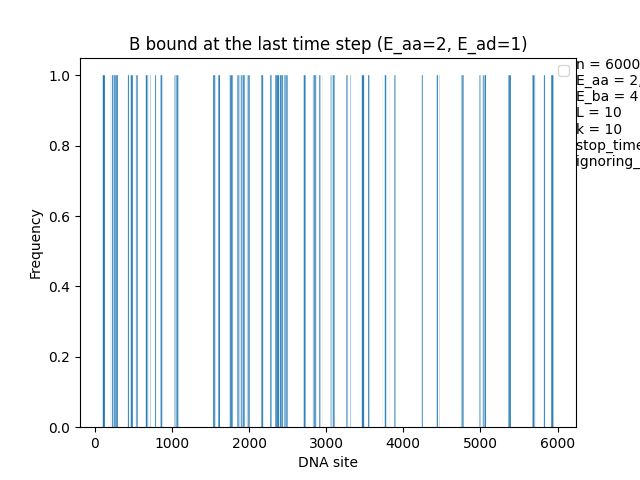 B bound at the last time step (E_aa=2, E_ad=1)
n = 6000
E_aa = 2,
E_ba = 4
L = 10
k = 10
stop_time
ignoring_
1.0
0.8
0.6
0.4
0.2
0.0
Frequency
0 1000 2000 3000 4000 5000 6000
DNA site